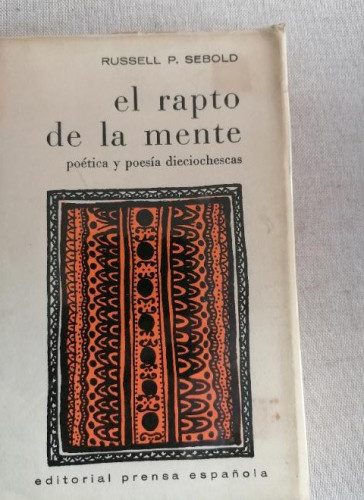 RUSSELL P. SEBOLD
el rapto
de la mente
poética y poesía dieciochescas
editorial prensa española